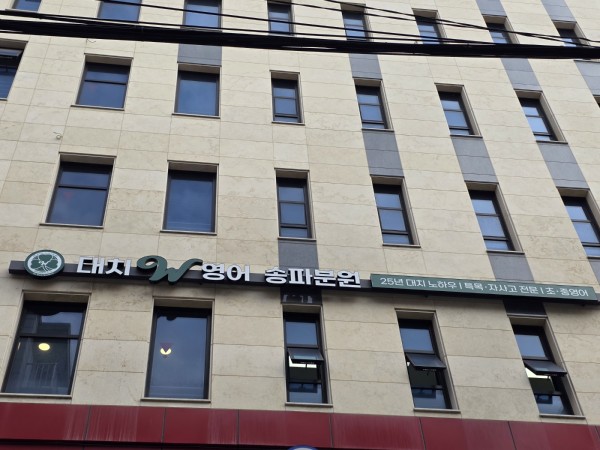 태치 W 영어 송파분원
25년 대치 노하우 | 특목·자사고 전문 | 초·중영어